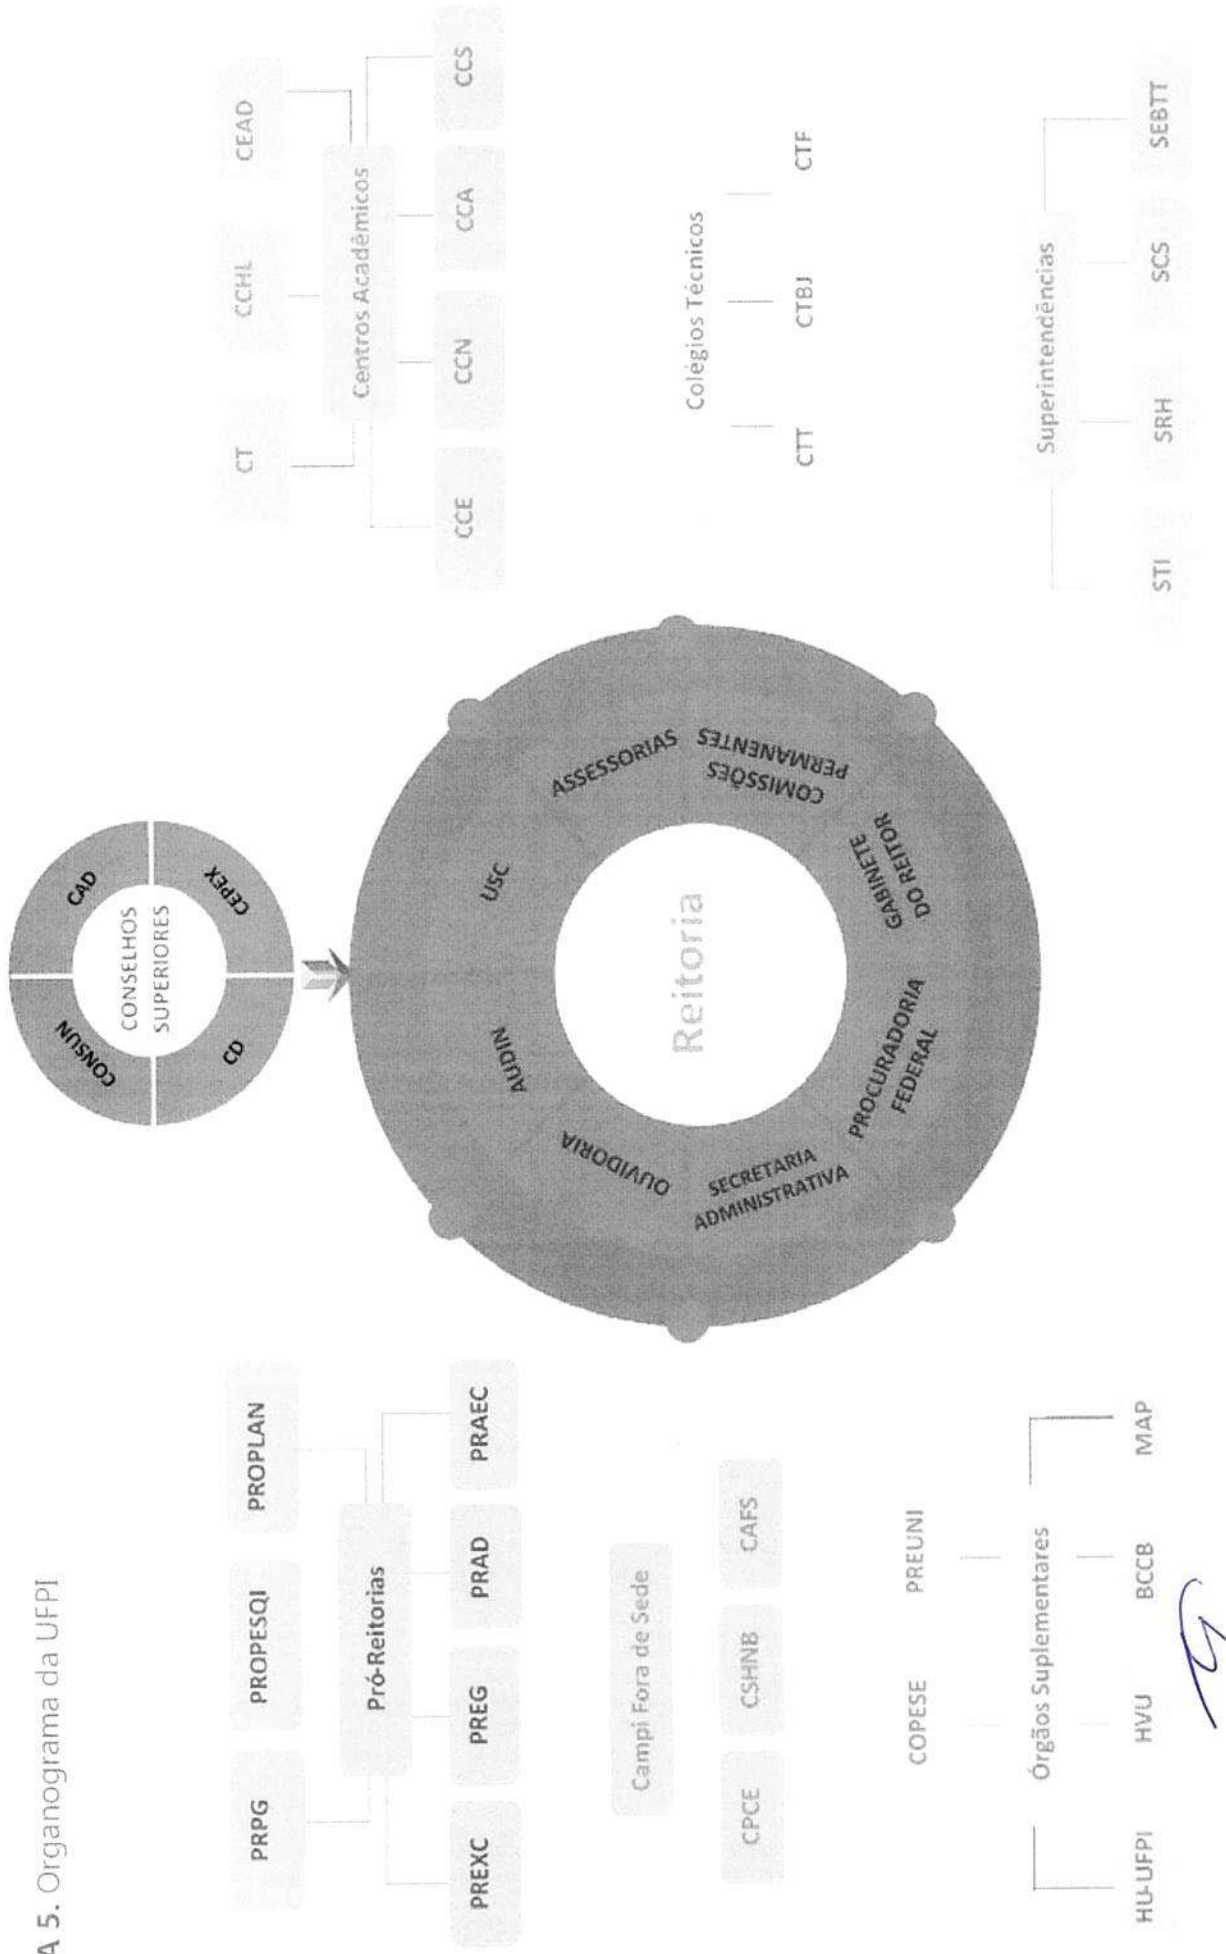 A 5. Organograma da UFPI
CONSELHOS
SUPERIORES
CONSUN
CAD
CD
CEPEX
PRPG
PROPESQI
PROPLAN
Pró-Reitorias
PREXC
PREG
PRAD
PRAEC
Campi Fora de Sede
CPCE
CSHNB
CAFS
COPESE
PREUNI
Órgãos Suplementares
HU-UFPI
HVU
BCCB
MAP
Reitoria
AUDIN
USC
ASSESSORIAS
COMISSÕES
PERMANENTES
GABINETE
DO REITOR
PROCURADORIA
FEDERAL
SECRETARIA
ADMINISTRATIVA
OUVIDORIA
CT
CCHL
CEAD
Centros Acadêmicos
CCE
CCN
CCA
CCS
Colégios Técnicos
CTT
CTBJ
CTF
Superintendências
STI
SRH
SCS
SEBTT